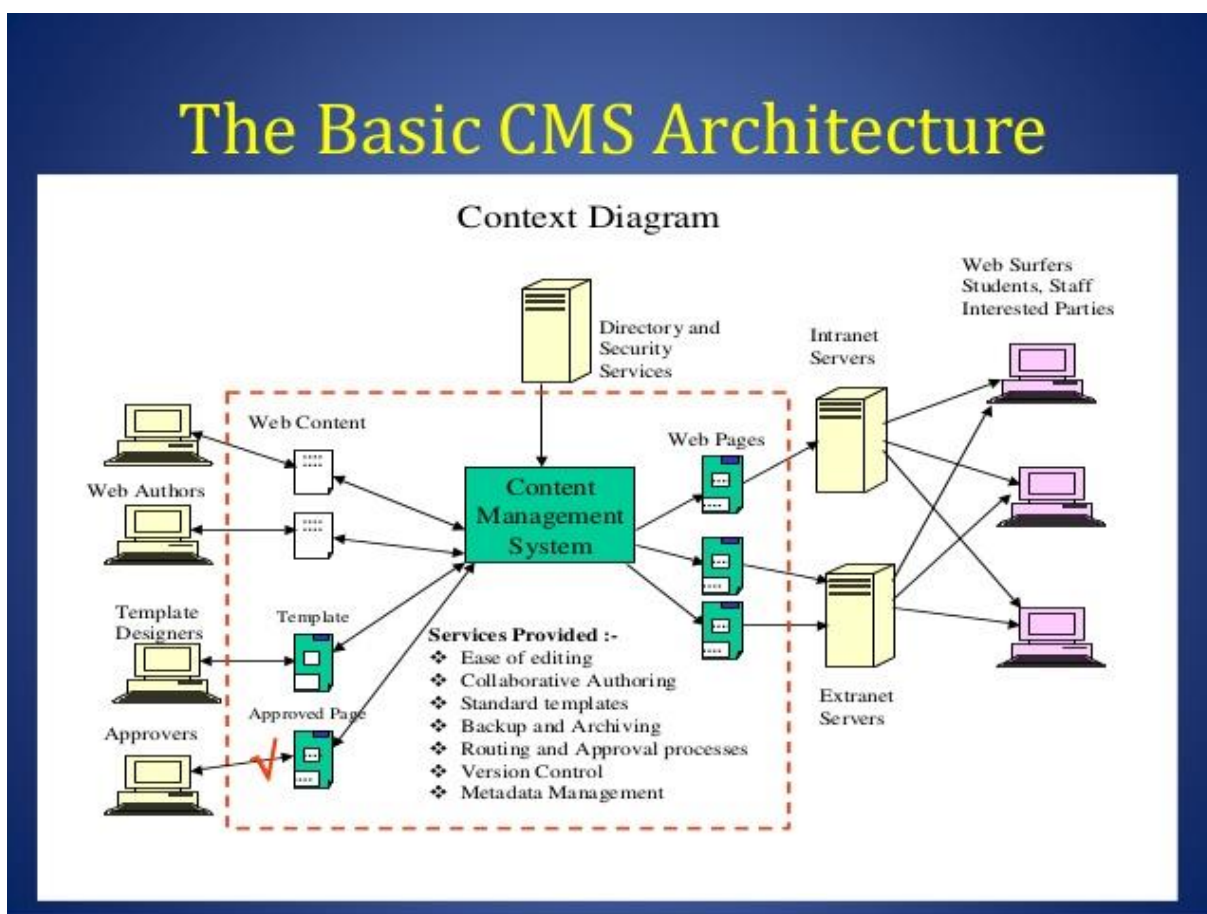 The Basic CMS Architecture
Context Diagram
Directory and
Security
Services
Web Surfers
Students, Staff
Interested Parties
Intranet
Servers
Web Content
Web Pages
Web Authors
Content
Management
System
Template
Designers
Template
Services Provided :-
❖ Ease of editing
❖ Collaborative Authoring
❖ Standard templates
❖ Backup and Archiving
❖ Routing and Approval processes
❖ Version Control
❖ Metadata Management
Approved Page
Approvers
Extranet
Servers